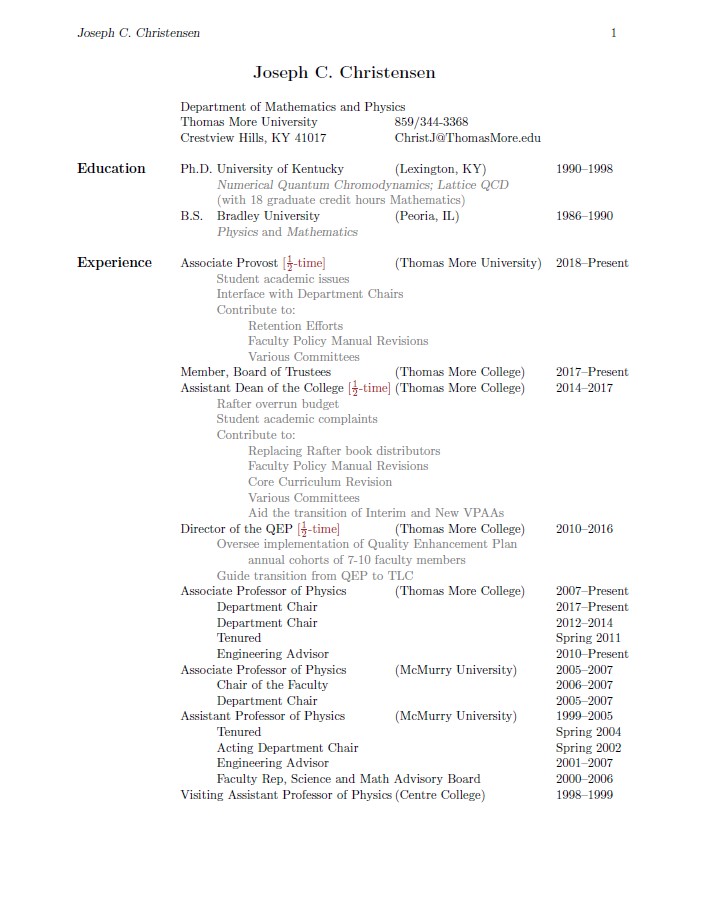 Joseph C. Christensen 1
Joseph C. Christensen
Department of Mathematics and Physics
Thomas More University 859/344-3368
Crestview Hills, KY 41017 ChristJ@ThomasMore.edu
Education Ph.D. University of Kentucky (Lexington, KY) 1990–1998
Numerical Quantum Chromodynamics; Lattice QCD
(with 18 graduate credit hours Mathematics)
B.S. Bradley University (Peoria, IL) 1986–1990
Physics and Mathematics
Experience Associate Provost [½-time] (Thomas More University) 2018–Present
Student academic issues
Interface with Department Chairs
Contribute to:
Retention Efforts
Faculty Policy Manual Revisions
Various Committees
Member, Board of Trustees (Thomas More College) 2017–Present
Assistant Dean of the College [½-time] (Thomas More College) 2014–2017
Rafter overrun budget
Student academic complaints
Contribute to:
Replacing Rafter book distributors
Faculty Policy Manual Revisions
Core Curriculum Revision
Various Committees
Aid the transition of Interim and New VPAAs
Director of the QEP [½-time] (Thomas More College) 2010–2016
Oversee implementation of Quality Enhancement Plan
annual cohorts of 7-10 faculty members
Guide transition from QEP to TLC
Associate Professor of Physics (Thomas More College) 2007–Present
Department Chair 2017–Present
Department Chair 2012–2014
Tenured Spring 2011
Engineering Advisor 2010–Present
Associate Professor of Physics (McMurry University) 2005–2007
Chair of the Faculty 2006–2007
Department Chair 2005–2007
Assistant Professor of Physics (McMurry University) 1999–2005
Tenured Spring 2004
Acting Department Chair Spring 2002
Engineering Advisor 2001–2007
Faculty Rep, Science and Math Advisory Board 2000–2006
Visiting Assistant Professor of Physics (Centre College) 1998–1999